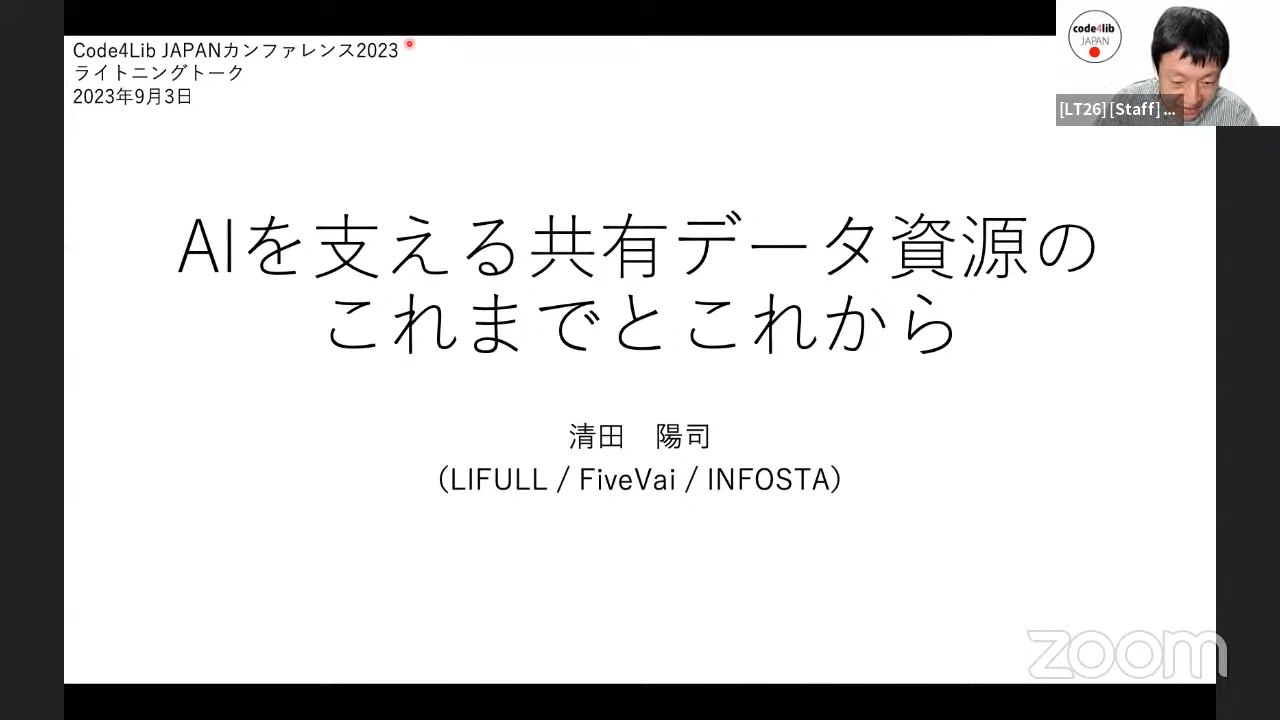 Code4Lib JAPANカンファレンス2023
ライトニングトーク
2023年9月3日
code4lib
JAPAN
[LT26][Staff]...
AIを支える共有データ資源の
これまでとこれから
清田　陽司
（LIFULL / FiveVai / INFOSTA）
zoom